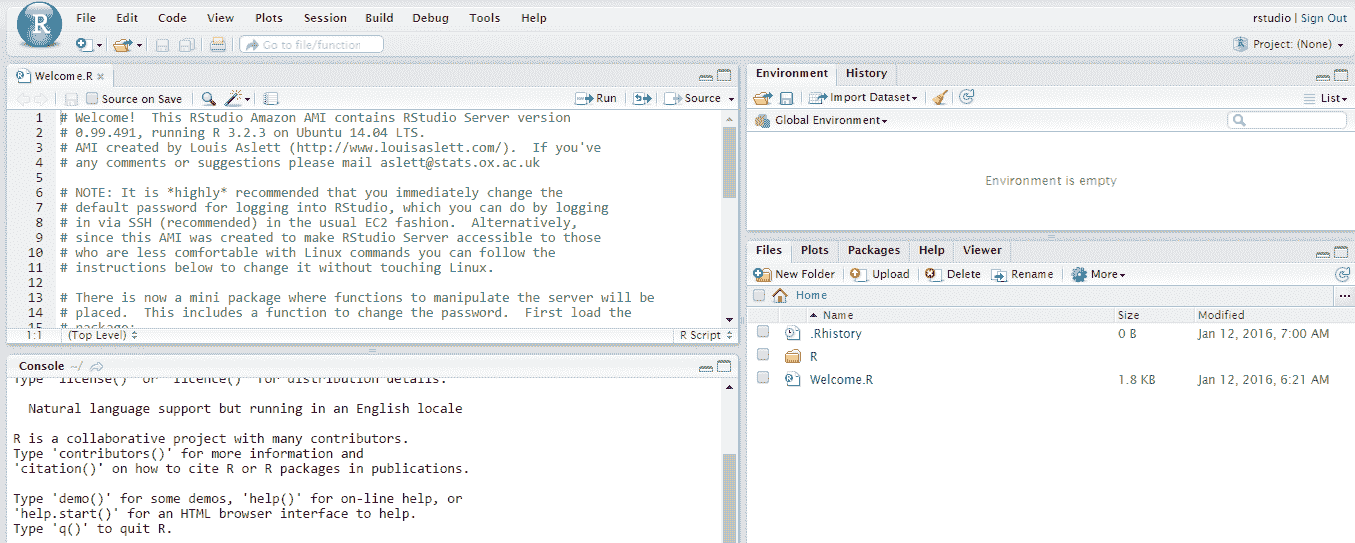 R File Edit Code View Plots Session Build Debug Tools Help
rstudio | Sign Out
Go to file/function
Project: (None)
Welcome.R
Source on Save Run Source
1 # Welcome! This RStudio Amazon AMI contains RStudio Server version
2 # 0.99.491, running R 3.2.3 on Ubuntu 14.04 LTS.
3 # AMI created by Louis Aslett (http://www.louisaslett.com/). If you've
4 # any comments or suggestions please mail aslett@stats.ox.ac.uk
5
6 # NOTE: It is *highly* recommended that you immediately change the
7 # default password for logging into RStudio, which you can do by logging
8 # in via SSH (recommended) in the usual EC2 fashion. Alternatively,
9 # since this AMI was created to make RStudio Server accessible to those
10 # who are less comfortable with Linux commands you can follow the
11 # instructions below to change it without touching Linux.
12
13 # There is now a mini package where functions to manipulate the server will be
14 # placed. This includes a function to change the password. First load the
15 # package:
1:1 (Top Level) R Script
Console ~/
Type 'license()' or 'licence()' for distribution details.
Natural language support but running in an English locale
R is a collaborative project with many contributors.
Type 'contributors()' for more information and
'citation()' on how to cite R or R packages in publications.
Type 'demo()' for some demos, 'help()' for on-line help, or
'help.start()' for an HTML browser interface to help.
Type 'q()' to quit R.
Environment History
Import Dataset List
Global Environment
Environment is empty
Files Plots Packages Help Viewer
New Folder Upload Delete Rename More
Home ...
Name Size Modified
.Rhistory 0 B Jan 12, 2016, 7:00 AM
R
Welcome.R 1.8 KB Jan 12, 2016, 6:21 AM